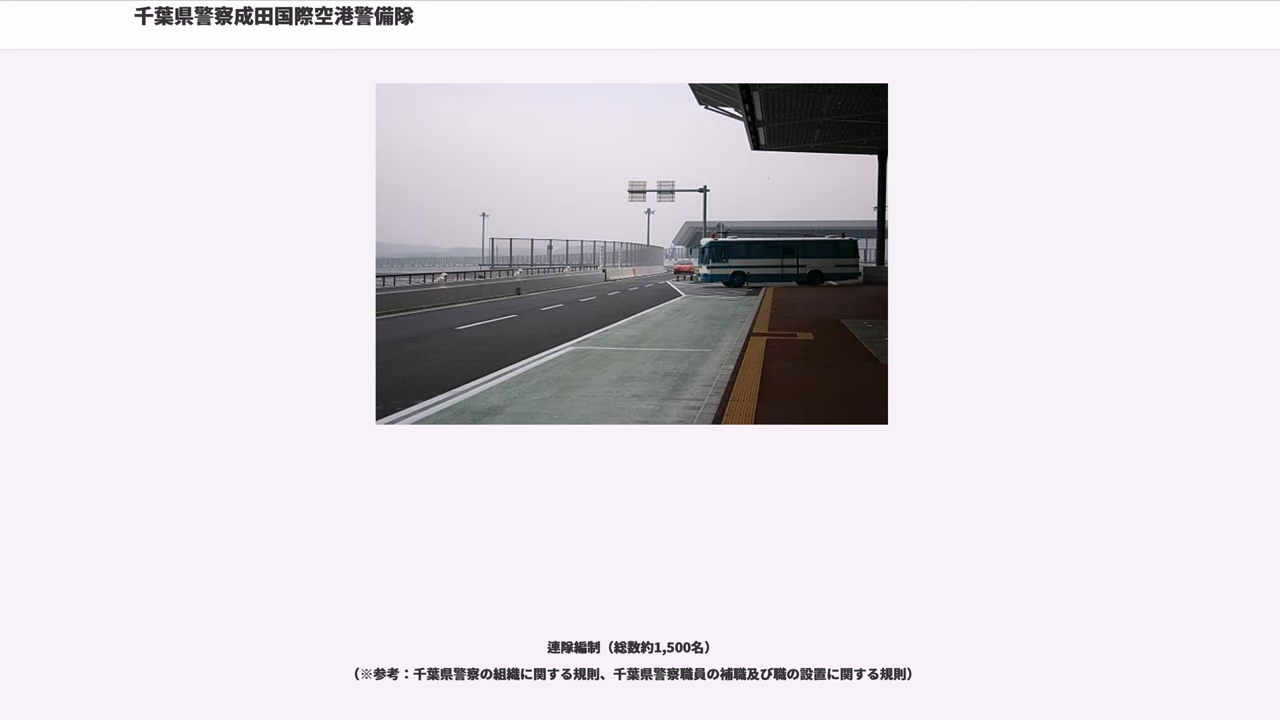 千葉県警察成田国際空港警備隊
連隊編制（総数約1,500名）
（※参考：千葉県警察の組織に関する規則、千葉県警察職員の補職及び職の設置に関する規則）